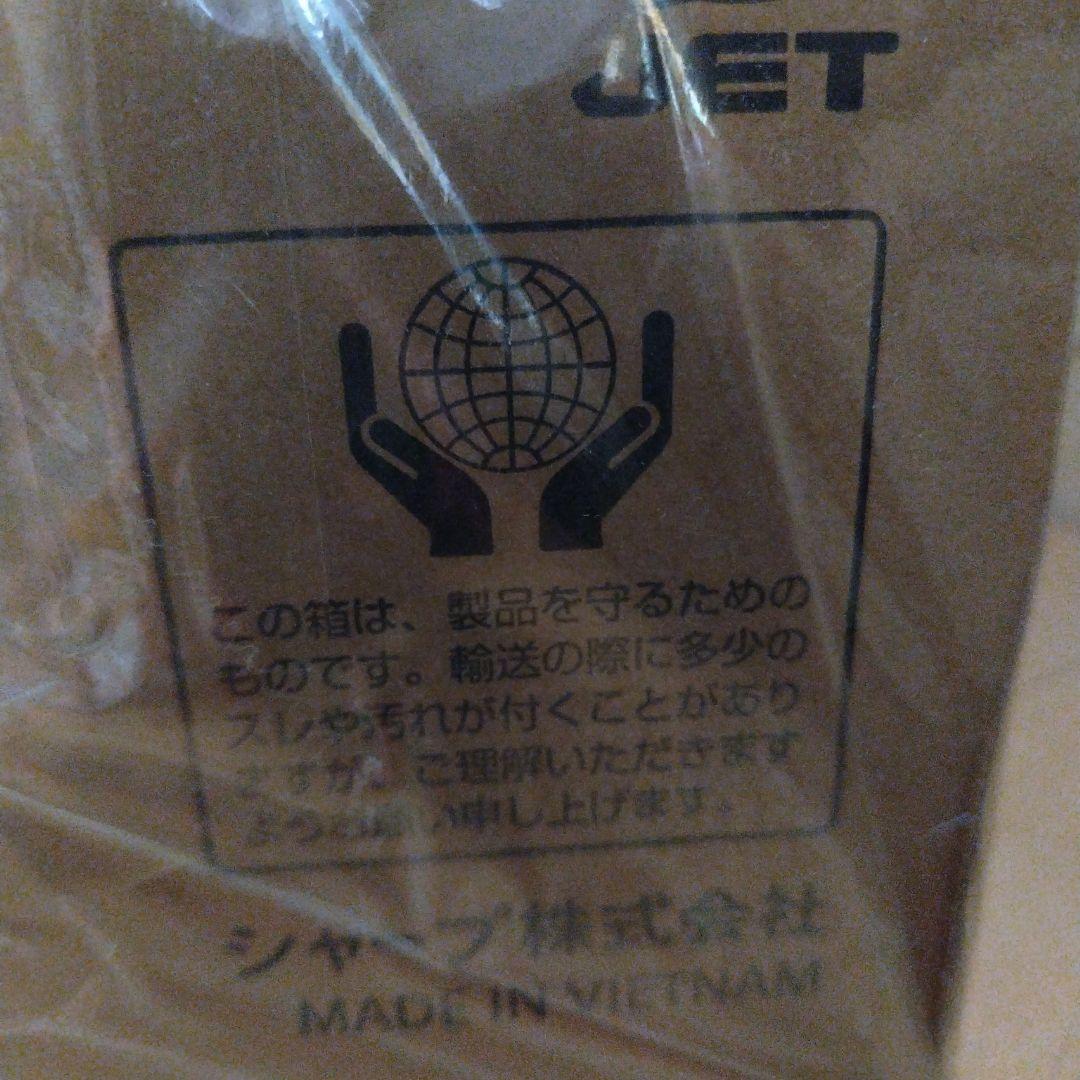 JET
この箱は、製品を守るための
ものです。輸送の際に多少の
スレや汚れが付くことがあり
ますが、ご理解いただきます
ようお願い申し上げます。
シャープ株式会社
MADE IN VIETNAM